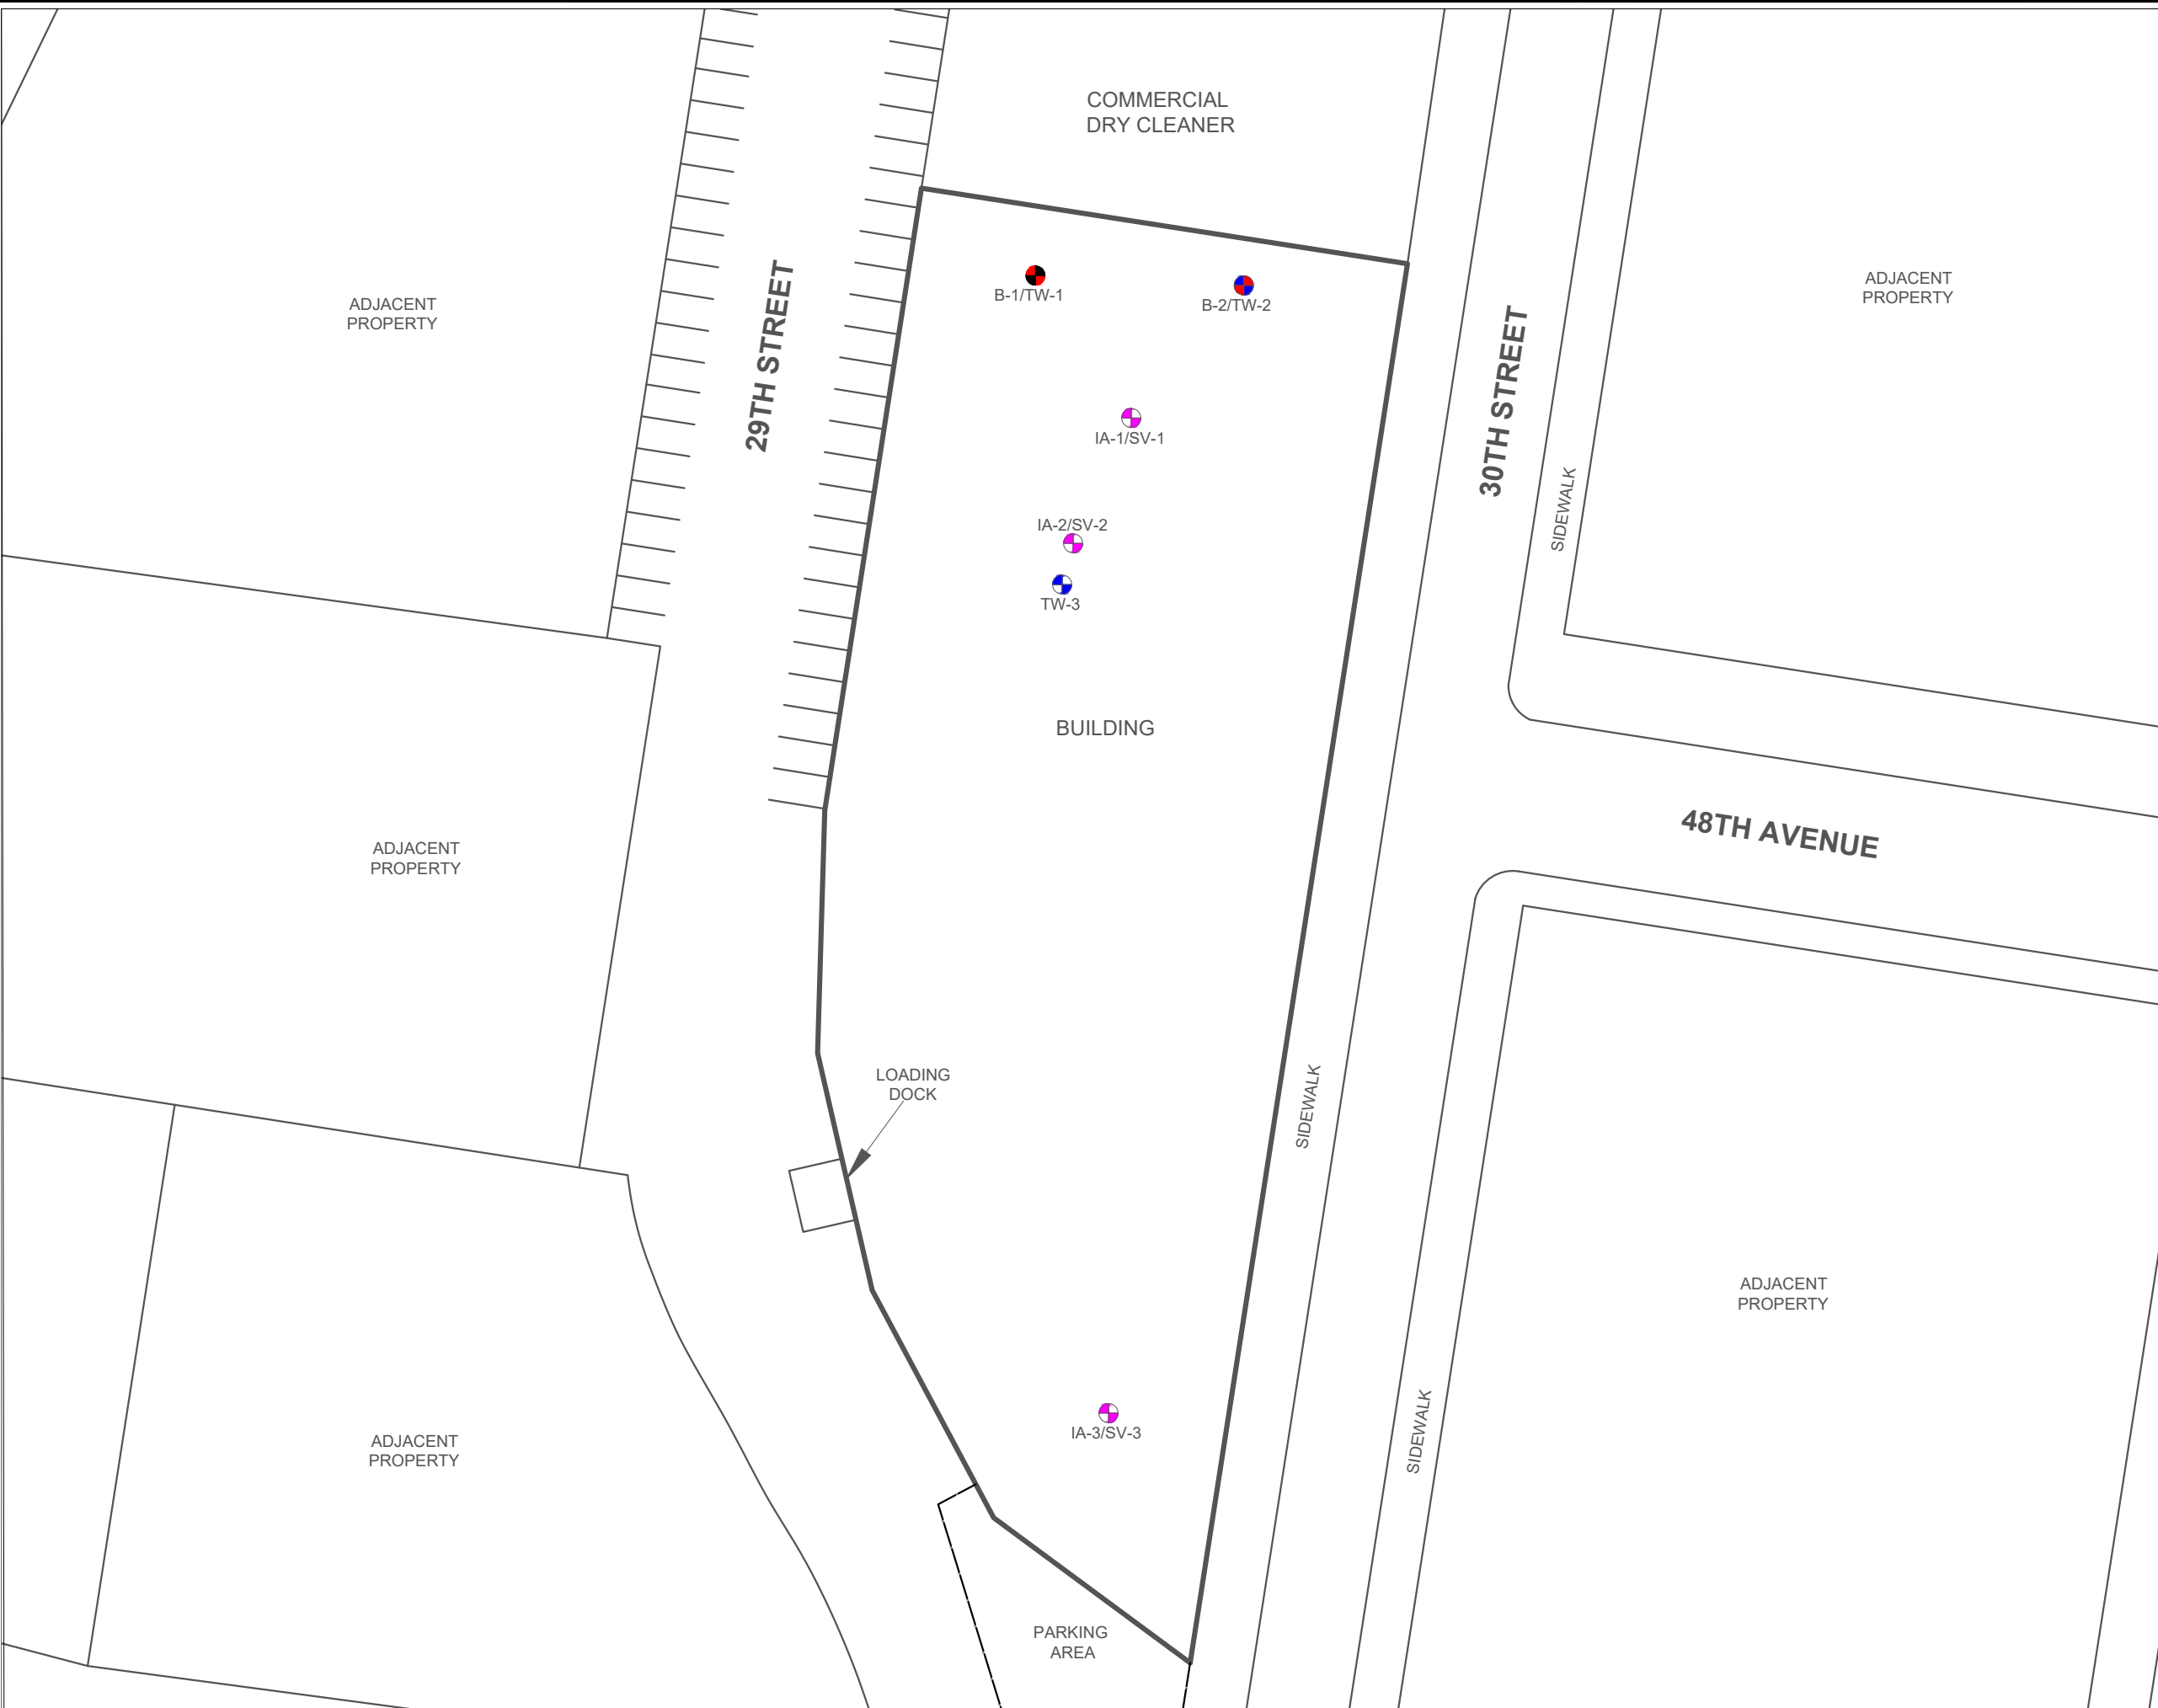 COMMERCIAL
DRY CLEANER
ADJACENT
PROPERTY
29TH STREET
B-1/TW-1
B-2/TW-2
30TH STREET
ADJACENT
PROPERTY
IA-1/SV-1
SIDEWALK
IA-2/SV-2
TW-3
BUILDING
48TH AVENUE
ADJACENT
PROPERTY
LOADING
DOCK
SIDEWALK
ADJACENT
PROPERTY
SIDEWALK
IA-3/SV-3
ADJACENT
PROPERTY
PARKING
AREA